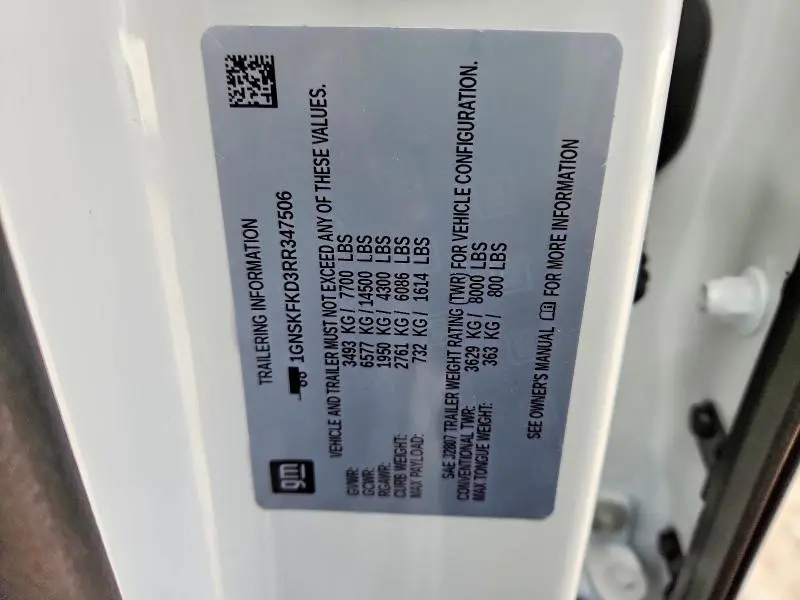 gm
TRAILERING INFORMATION
1GNSKFKD3RR347506
VEHICLE AND TRAILER MUST NOT EXCEED ANY OF THESE VALUES.
GVWR: 3493 KG / 7700 LBS
GCWR: 6577 KG / 14500 LBS
RGAWR: 1950 KG / 4300 LBS
CURB WEIGHT: 2761 KG / 6086 LBS
MAX PAYLOAD: 732 KG / 1614 LBS
SAE J2807 TRAILER WEIGHT RATING (TWR) FOR VEHICLE CONFIGURATION.
CONVENTIONAL TWR: 3629 KG / 8000 LBS
MAX TONGUE WEIGHT: 363 KG / 800 LBS
SEE OWNER'S MANUAL FOR MORE INFORMATION